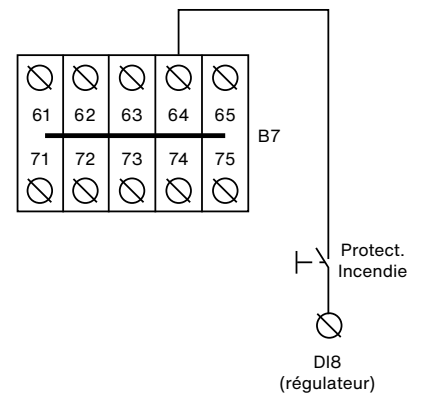 61 62 63 64 65
B7
71 72 73 74 75
Protect.
Incendie
DI8
(régulateur)